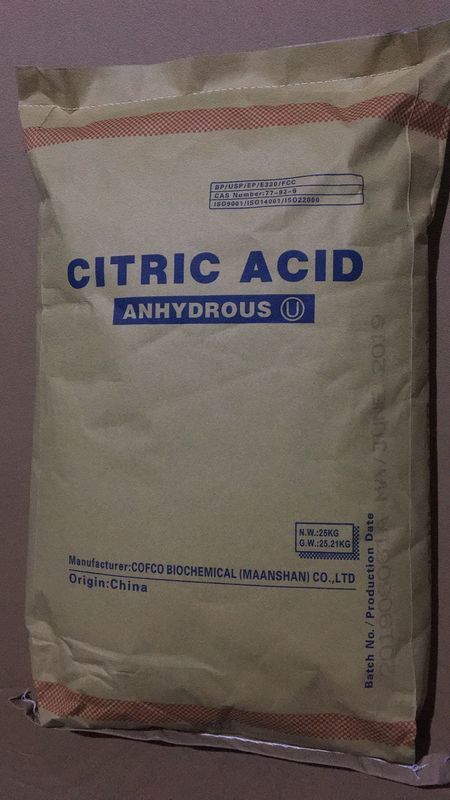 BP/USP/EP/E330/FCC
CAS Number:77-92-9
ISO9001/ISO14001/ISO22000
CITRIC ACID
ANHYDROUS U
N.W.:25KG
G.W.:25.21KG
Manufacturer:COFCO BIOCHEMICAL (MAANSHAN) CO.,LTD
Origin:China
Batch No./Production Date
MA/JUNE 2019